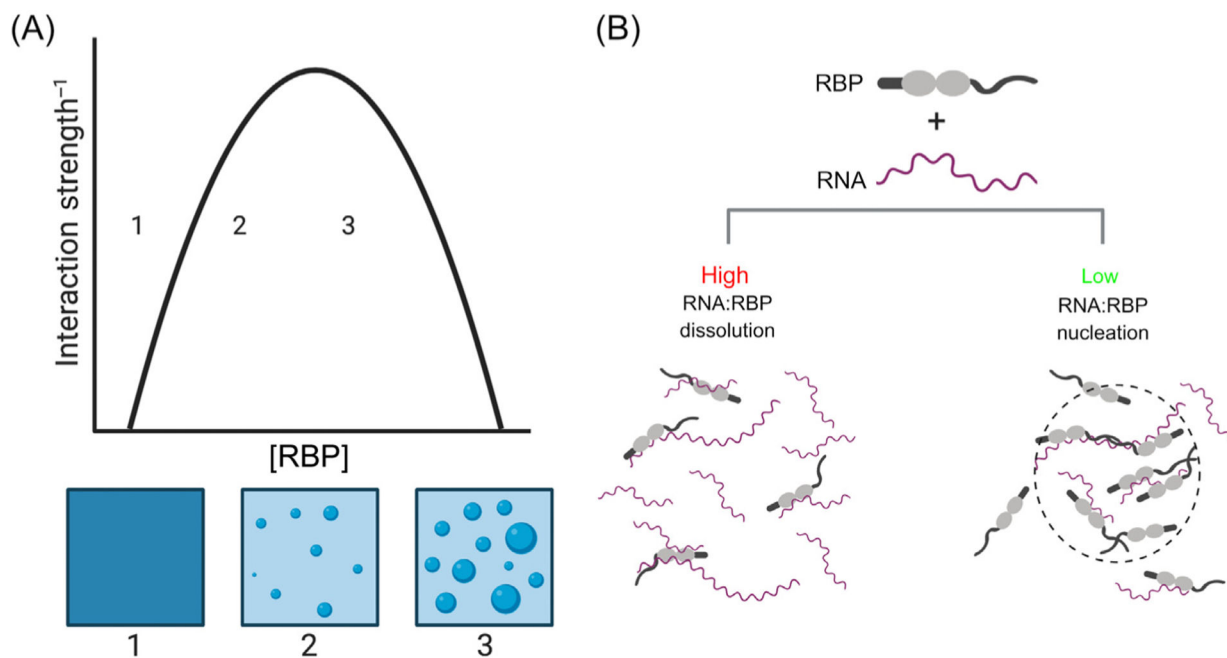 (A)
Interaction strength⁻¹
1
2
3
[RBP]
1
2
3
(B)
RBP
+
RNA
High
RNA:RBP
dissolution
Low
RNA:RBP
nucleation